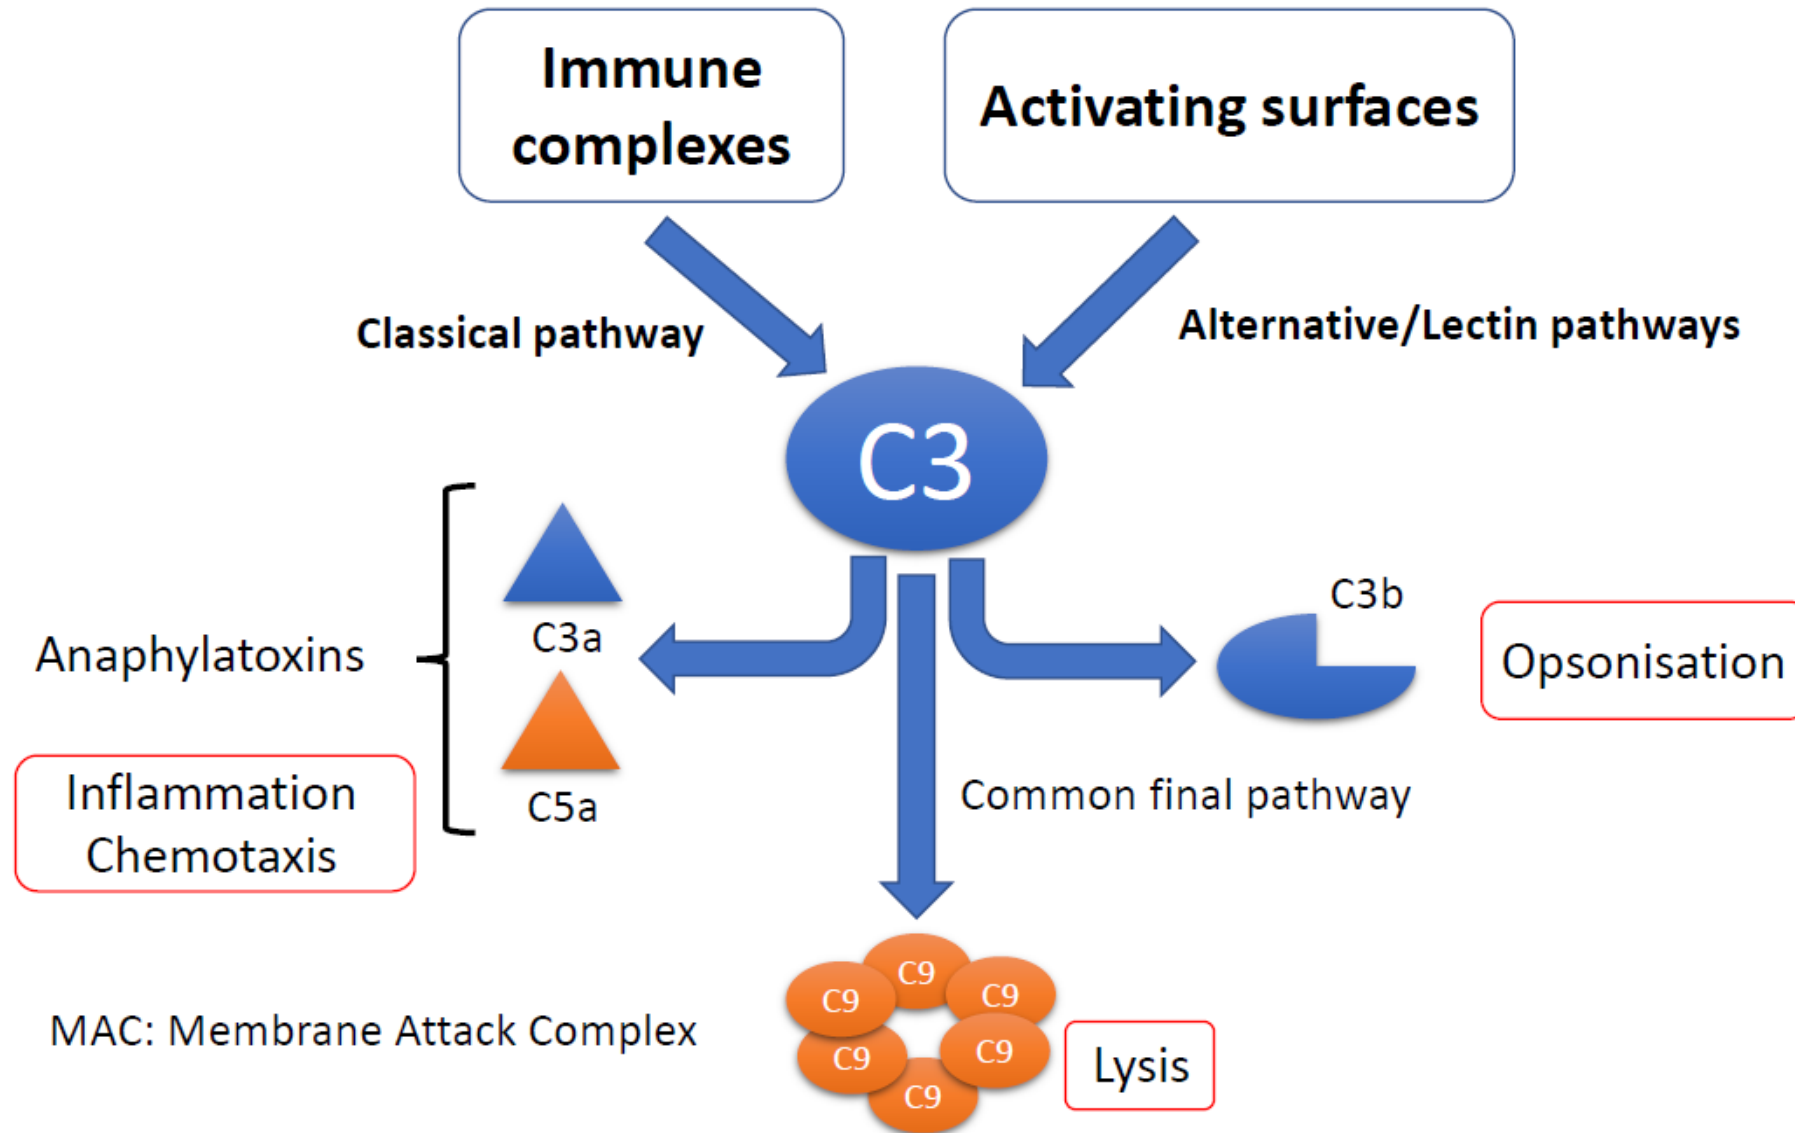 Immune
complexes
Activating surfaces
Classical pathway
Alternative/Lectin pathways
C3
C3a
C3b
Anaphylatoxins
Opsonisation
C5a
Inflammation
Chemotaxis
Common final pathway
C9
C9
C9
C9
C9
C9
MAC: Membrane Attack Complex
Lysis